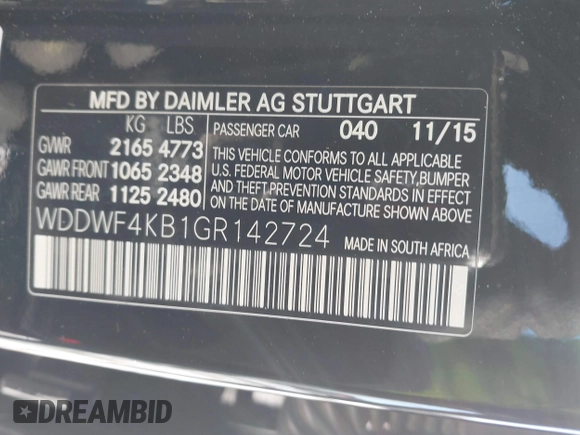 MFD BY DAIMLER AG STUTTGART
KG LBS
GVWR 2165 4773
GAWR FRONT 1065 2348
GAWR REAR 1125 2480
PASSENGER CAR 040 11/15
THIS VEHICLE CONFORMS TO ALL APPLICABLE
U.S. FEDERAL MOTOR VEHICLE SAFETY,BUMPER
AND THEFT PREVENTION STANDARDS IN EFFECT
ON THE DATE OF MANUFACTURE SHOWN ABOVE.
WDDWF4KB1GR142724
MADE IN SOUTH AFRICA
DREAMBID